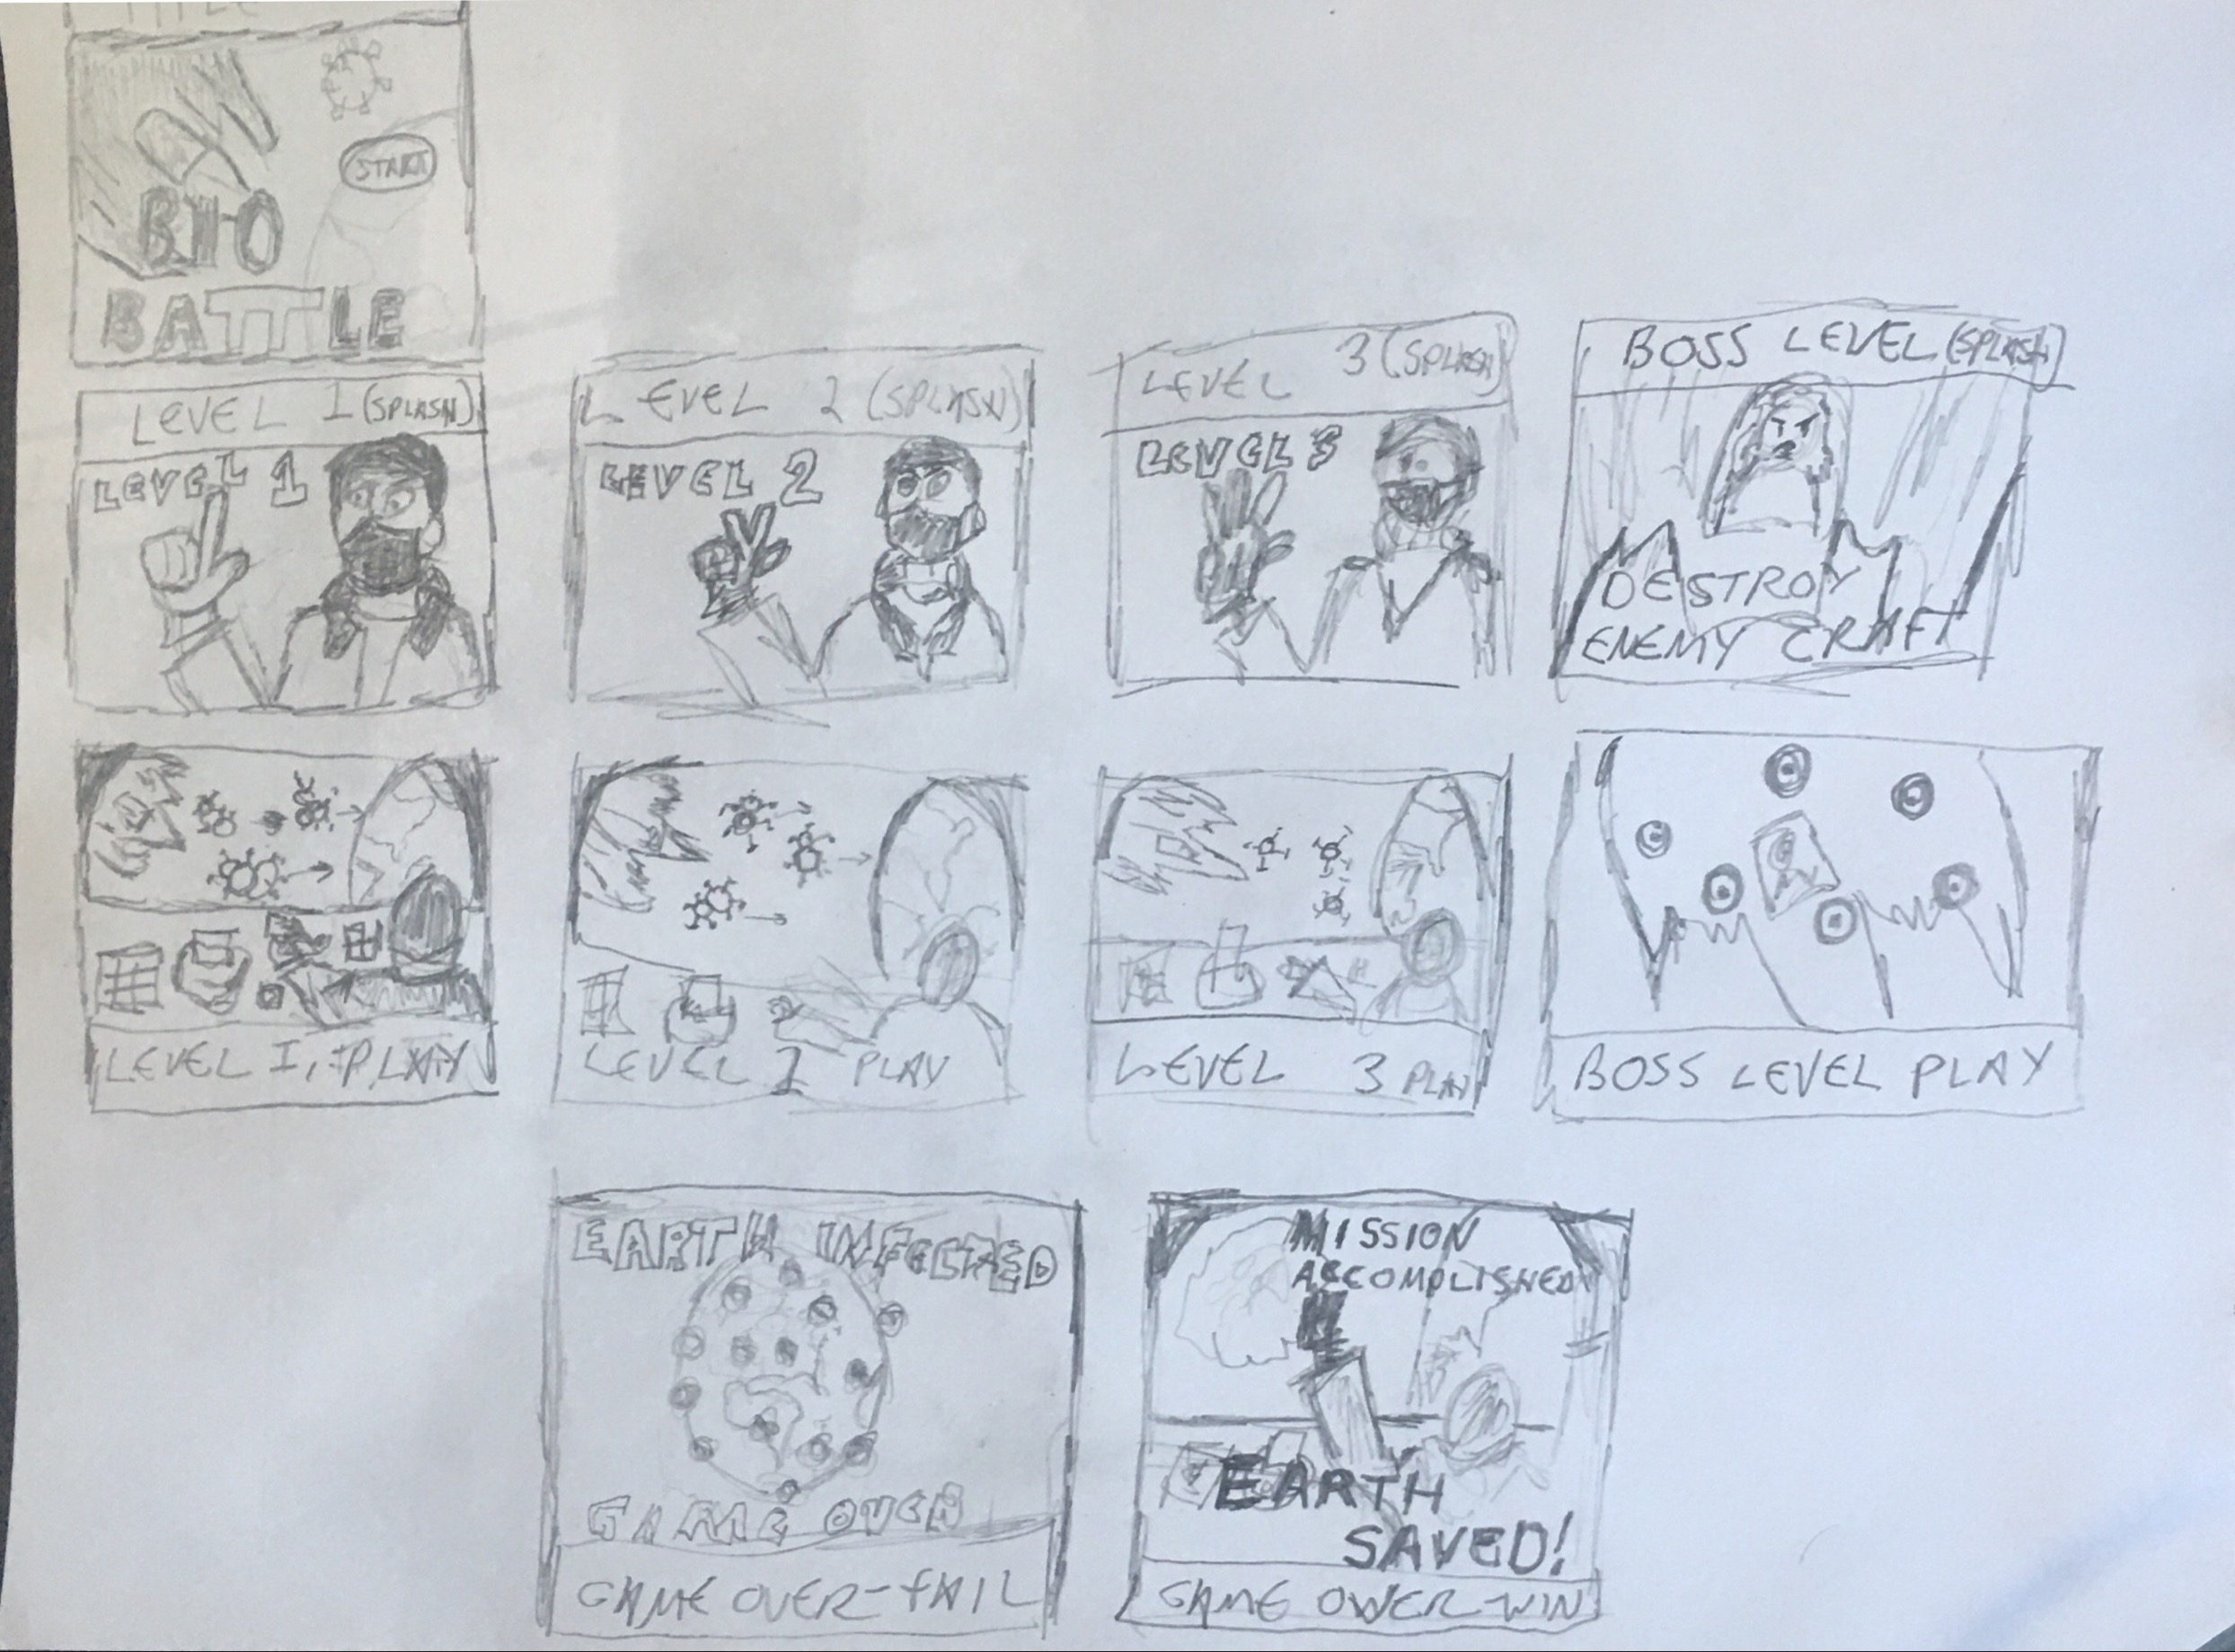 TITLE
START
BIO
BATTLE
LEVEL 1 (SPLASH)
LEVEL 1
LEVEL 2 (SPLASH)
LEVEL 2
LEVEL 3 (SPLASH)
LEVEL 3
BOSS LEVEL (SPLASH)
DESTROY
ENEMY CRAFT
LEVEL 1, PLAY
LEVEL 2 PLAY
LEVEL 3 PLAY
BOSS LEVEL PLAY
EARTH INFECTED
GAME OVER
GAME OVER-FAIL
MISSION
ACCOMPLISHED
EARTH
SAVED!
GAME OVER-WIN